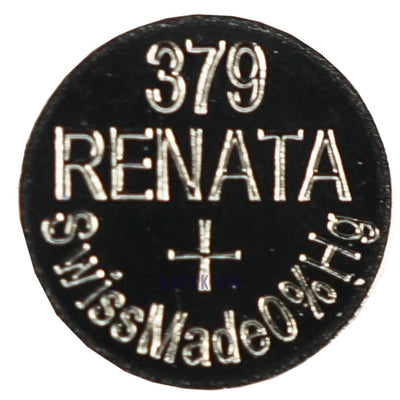 379
RENATA
+
SwissMade0%Hg